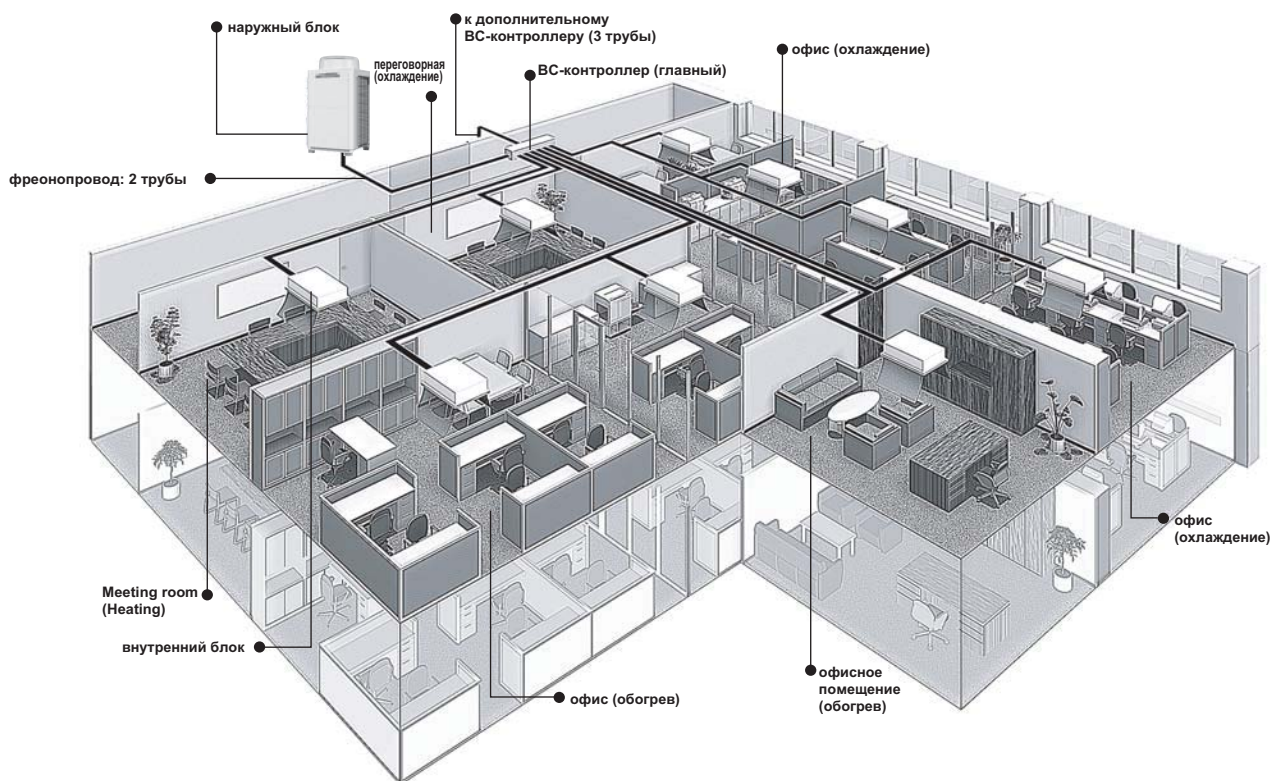 к дополнительному
ВС-контроллеру (3 трубы)
наружный блок
офис (охлаждение)
переговорная
(охлаждение)
ВС-контроллер (главный)
фреонопровод: 2 трубы
офис
(охлаждение)
Meeting room
(Heating)
внутренний блок
офис (обогрев)
офисное
помещение
(обогрев)